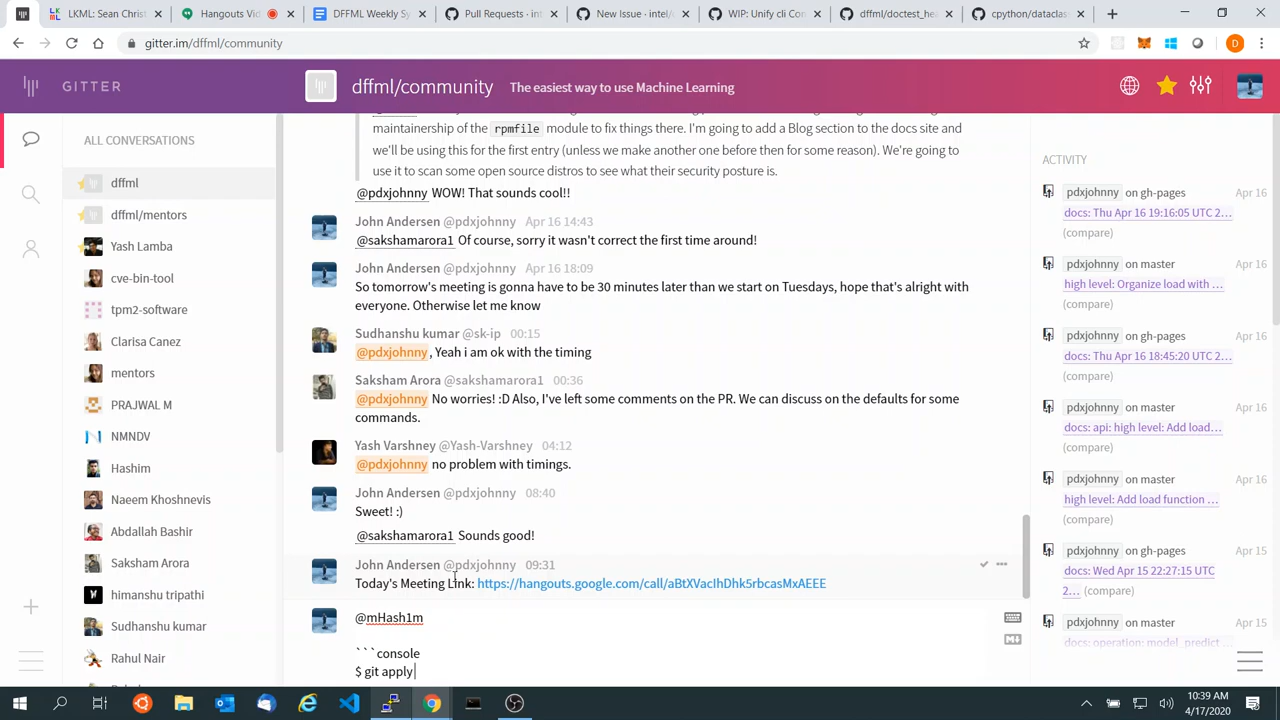 LKML: Sean Christ
Hangouts Vid
DFFML Weekly Sy
Pull Requests · int
New Issue · intel/
WIP: Unify cli Con
dffml/doctest_he
cpython/dataclas
gitter.im/dffml/community
D
GITTER
dffml/community
The easiest way to use Machine Learning
ALL CONVERSATIONS
dffml
dffml/mentors
Yash Lamba
cve-bin-tool
tpm2-software
Clarisa Canez
mentors
PRAJWAL M
NMNDV
Hashim
Naeem Khoshnevis
Abdallah Bashir
Saksham Arora
himanshu tripathi
Sudhanshu kumar
Rahul Nair
maintainership of the rpmfile module to fix things there. I'm going to add a Blog section to the docs site and
we'll be using this for the first entry (unless we make another one before then for some reason). We're going to
use it to scan some open source distros to see what their security posture is.
@pdxjohnny WOW! That sounds cool!!
John Andersen @pdxjohnny Apr 16 14:43
@sakshamarora1 Of course, sorry it wasn't correct the first time around!
John Andersen @pdxjohnny Apr 16 18:09
So tomorrow's meeting is gonna have to be 30 minutes later than we start on Tuesdays, hope that's alright with
everyone. Otherwise let me know
Sudhanshu kumar @sk-ip 00:15
@pdxjohnny , Yeah i am ok with the timing
Saksham Arora @sakshamarora1 00:36
@pdxjohnny No worries! :D Also, I've left some comments on the PR. We can discuss on the defaults for some
commands.
Yash Varshney @Yash-Varshney 04:12
@pdxjohnny no problem with timings.
John Andersen @pdxjohnny 08:40
Sweet! :)
@sakshamarora1 Sounds good!
John Andersen @pdxjohnny 09:31
Today's Meeting Link: https://hangouts.google.com/call/aBtXVacIhDhk5rbcasMxAEEE
@mHash1m
```console
$ git apply
ACTIVITY
pdxjohnny on gh-pages Apr 16
docs: Thu Apr 16 19:16:05 UTC 2…
(compare)
pdxjohnny on master Apr 16
high level: Organize load with …
(compare)
pdxjohnny on gh-pages Apr 16
docs: Thu Apr 16 18:45:20 UTC 2…
(compare)
pdxjohnny on master Apr 16
docs: api: high level: Add load…
(compare)
pdxjohnny on master Apr 16
high level: Add load function …
(compare)
pdxjohnny on gh-pages Apr 15
docs: Wed Apr 15 22:27:15 UTC
2… (compare)
pdxjohnny on master Apr 15
docs: operation: model_predict …
10:39 AM
4/17/2020